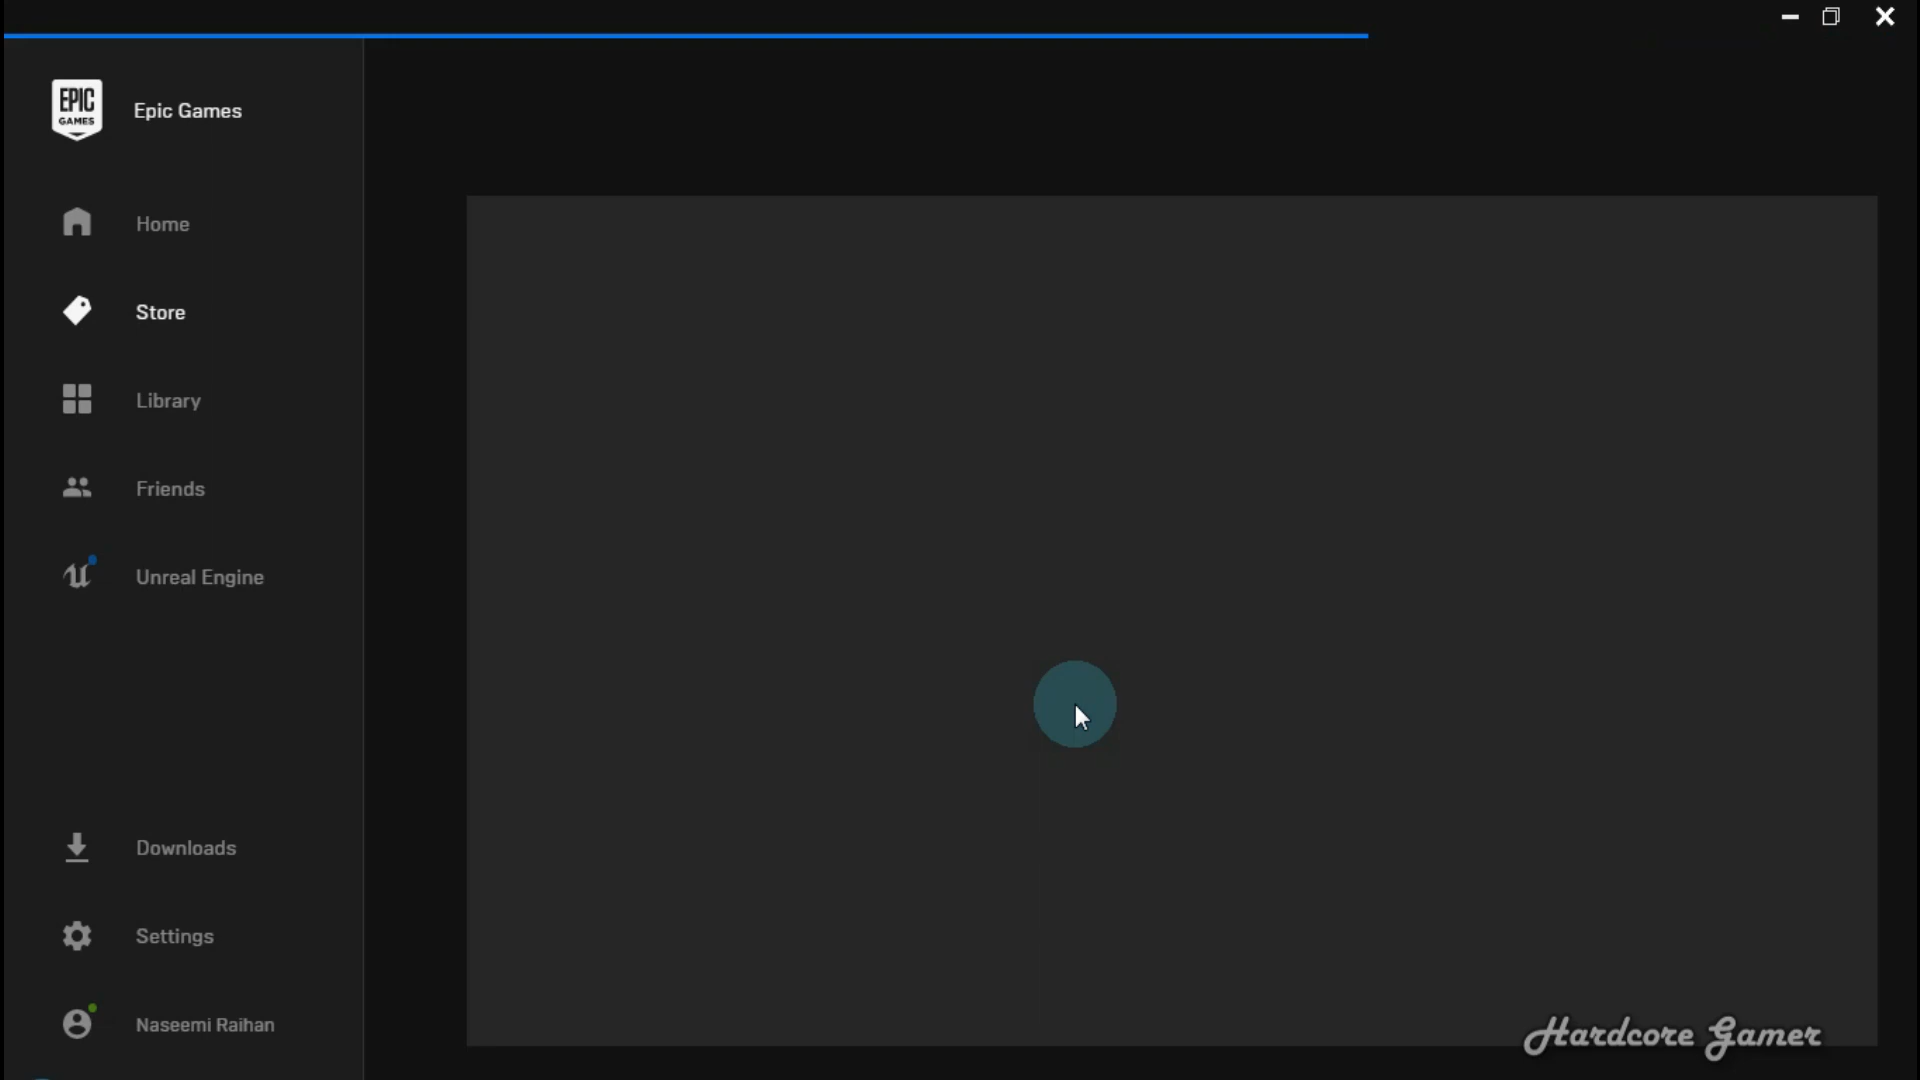 EPIC
GAMES
Epic Games
Home
Store
Library
Friends
Unreal Engine
Downloads
Settings
Naseemi Raihan
Hardcore Gamer